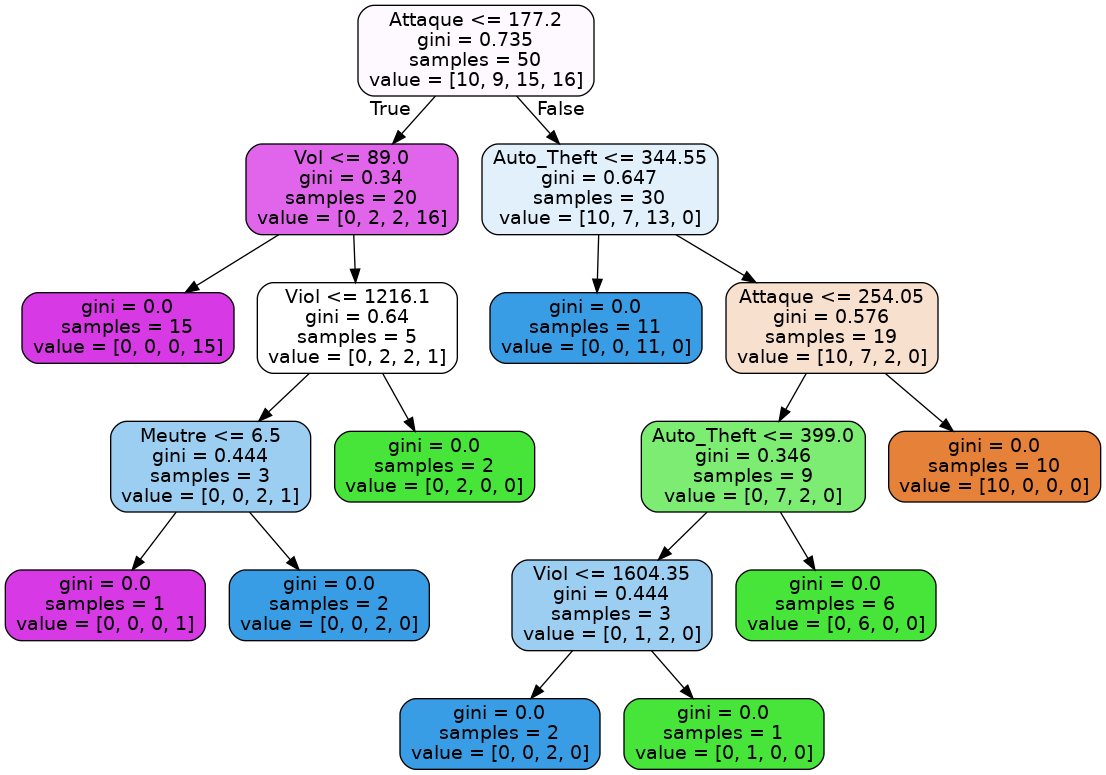 Attaque <= 177.2
gini = 0.735
samples = 50
value = [10, 9, 15, 16]
True
False
Vol <= 89.0
gini = 0.34
samples = 20
value = [0, 2, 2, 16]
Auto_Theft <= 344.55
gini = 0.647
samples = 30
value = [10, 7, 13, 0]
gini = 0.0
samples = 15
value = [0, 0, 0, 15]
Viol <= 1216.1
gini = 0.64
samples = 5
value = [0, 2, 2, 1]
gini = 0.0
samples = 11
value = [0, 0, 11, 0]
Attaque <= 254.05
gini = 0.576
samples = 19
value = [10, 7, 2, 0]
Meutre <= 6.5
gini = 0.444
samples = 3
value = [0, 0, 2, 1]
gini = 0.0
samples = 2
value = [0, 2, 0, 0]
Auto_Theft <= 399.0
gini = 0.346
samples = 9
value = [0, 7, 2, 0]
gini = 0.0
samples = 10
value = [10, 0, 0, 0]
gini = 0.0
samples = 1
value = [0, 0, 0, 1]
gini = 0.0
samples = 2
value = [0, 0, 2, 0]
Viol <= 1604.35
gini = 0.444
samples = 3
value = [0, 1, 2, 0]
gini = 0.0
samples = 6
value = [0, 6, 0, 0]
gini = 0.0
samples = 2
value = [0, 0, 2, 0]
gini = 0.0
samples = 1
value = [0, 1, 0, 0]